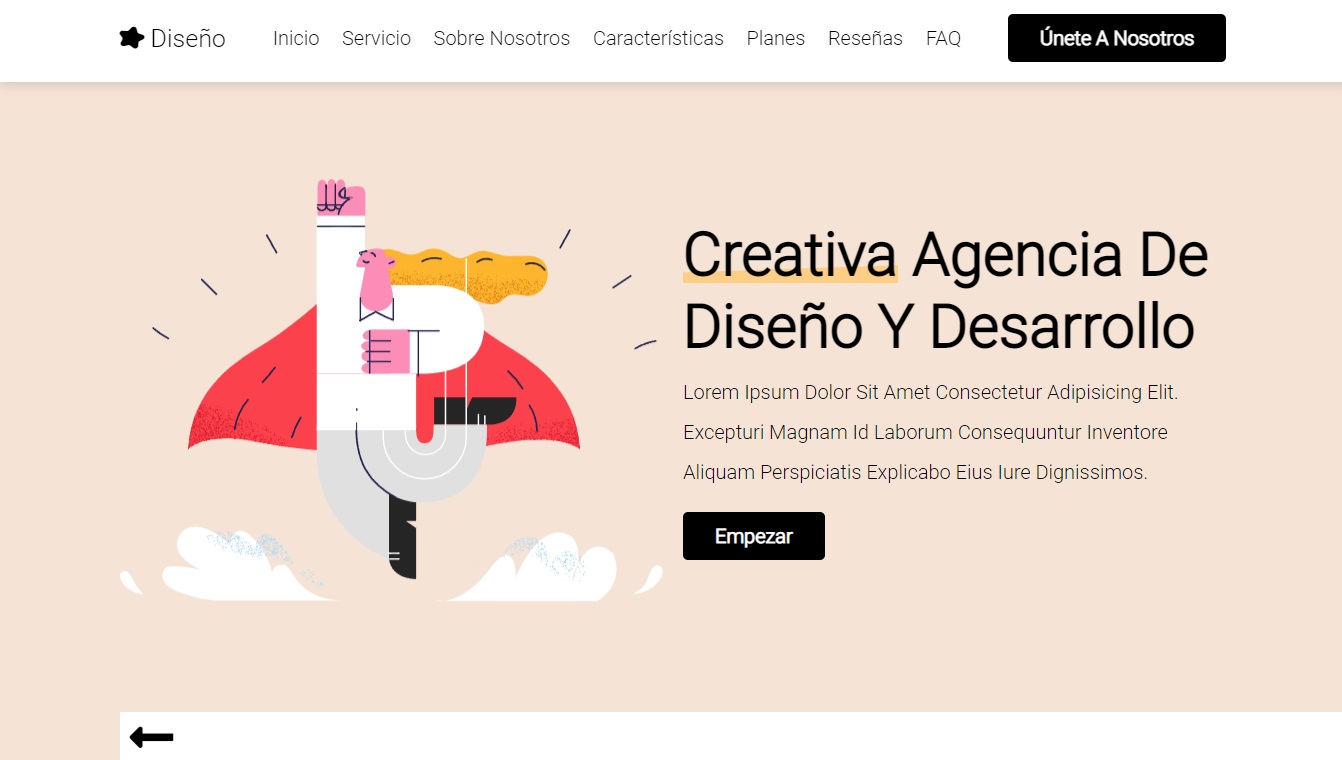 Diseño
Inicio Servicio Sobre Nosotros Características Planes Reseñas FAQ
Únete A Nosotros
Creativa Agencia De
Diseño Y Desarrollo
Lorem Ipsum Dolor Sit Amet Consectetur Adipisicing Elit.
Excepturi Magnam Id Laborum Consequuntur Inventore
Aliquam Perspiciatis Explicabo Eius Iure Dignissimos.
Empezar